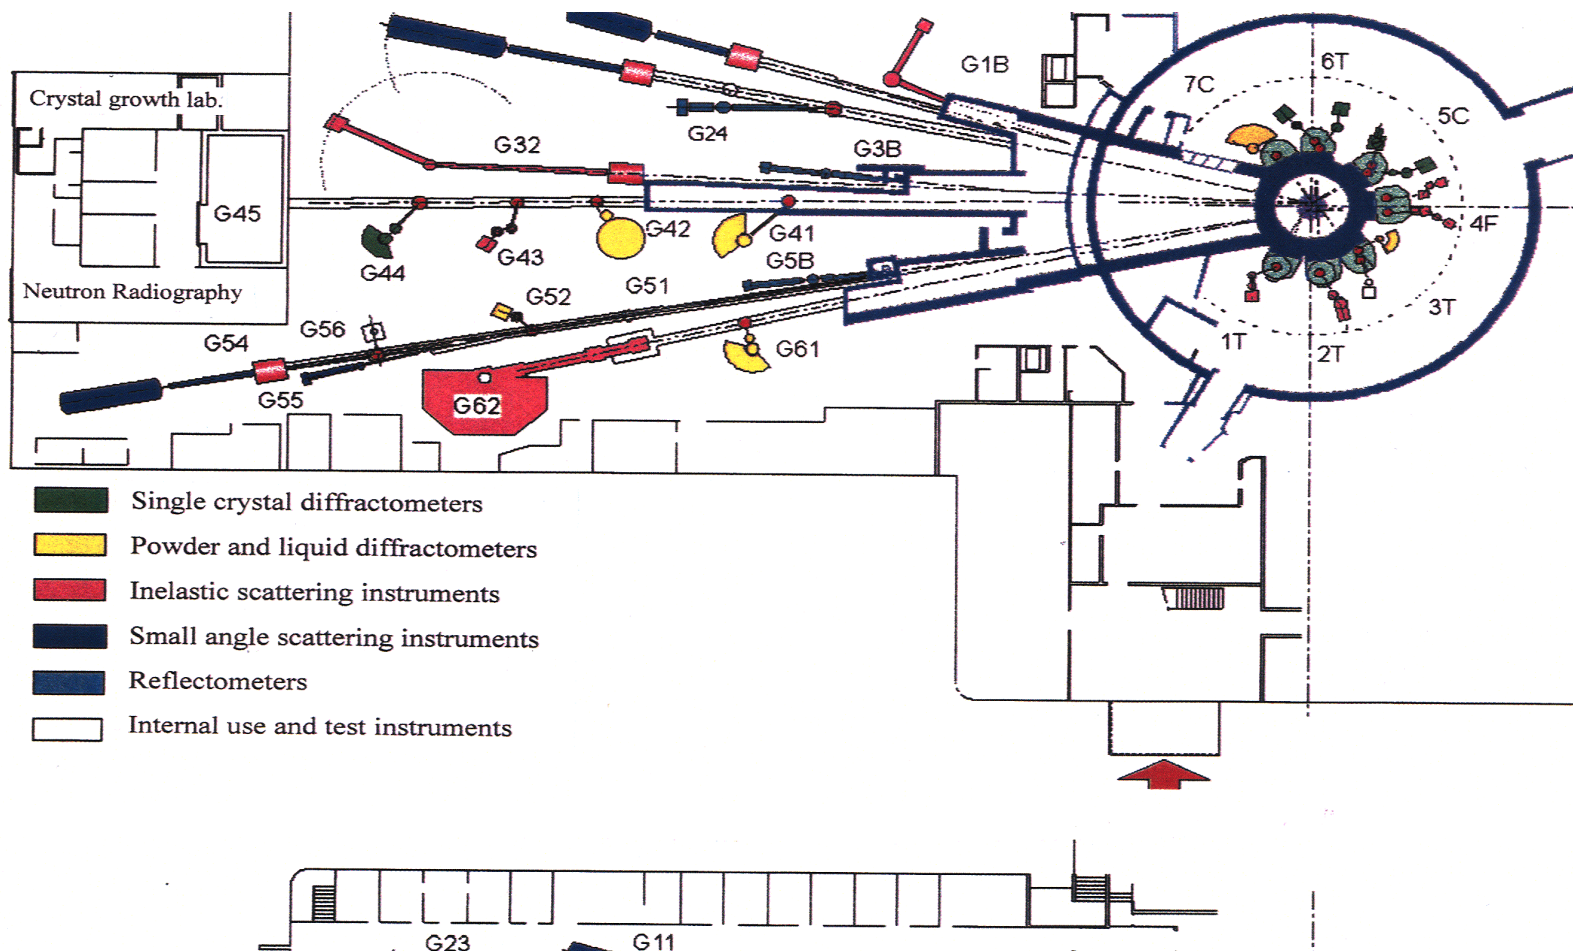 6T
G1B
7C
Crystal growth lab.
5C
G24
G32
G3B
G45
G42
G41
4F
G43
G44
G5B
Neutron Radiography
G51
G52
3T
G56
G54
1T
G61
2T
G55
G62
Single crystal diffractometers
Powder and liquid diffractometers
Inelastic scattering instruments
Small angle scattering instruments
Reflectometers
Internal use and test instruments
G23
G11